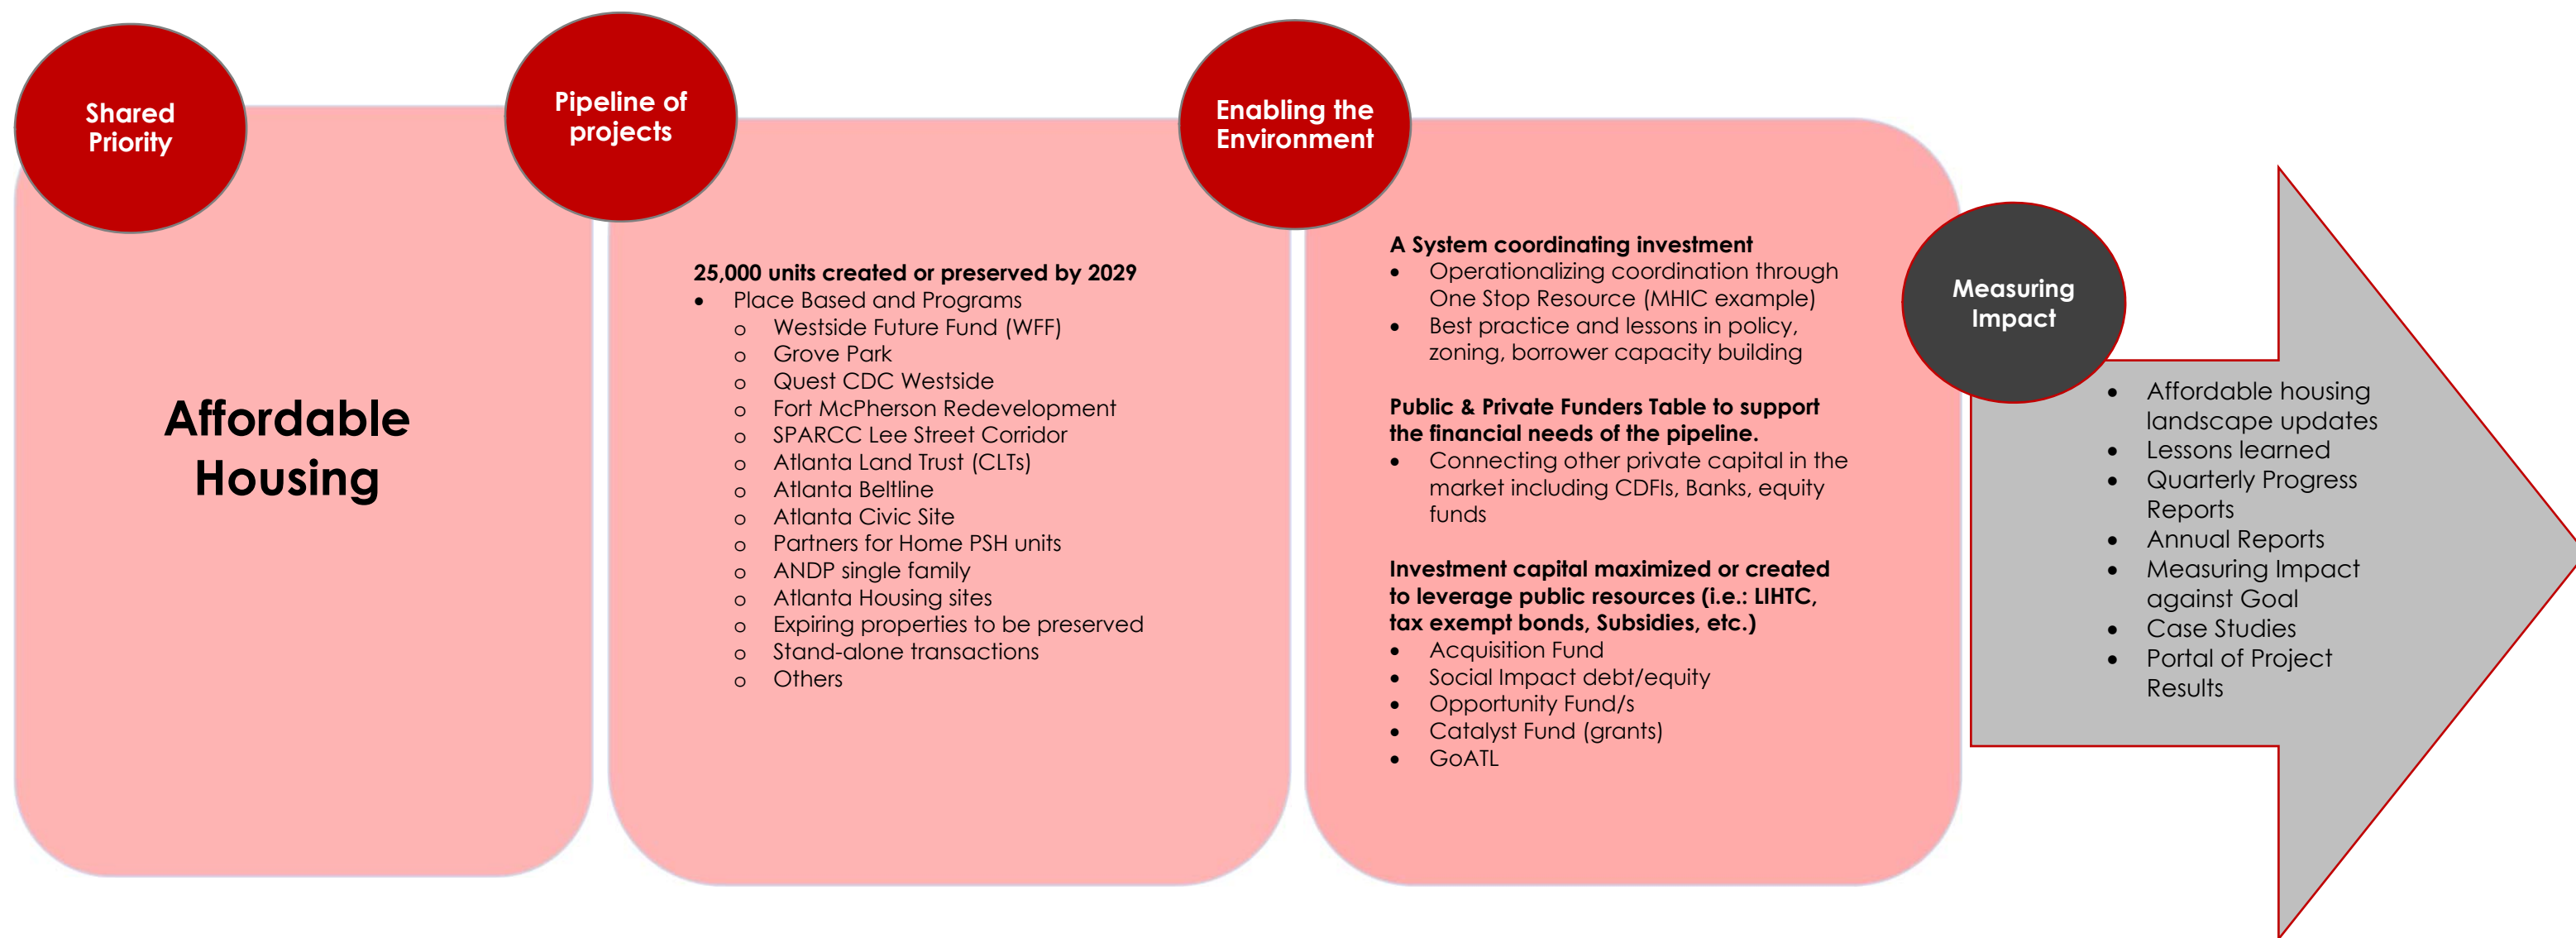 Shared
Priority
Affordable
Housing
Pipeline of
projects
25,000 units created or preserved by 2029
• Place Based and Programs
o Westside Future Fund (WFF)
o Grove Park
o Quest CDC Westside
o Fort McPherson Redevelopment
o SPARCC Lee Street Corridor
o Atlanta Land Trust (CLTs)
o Atlanta Beltline
o Atlanta Civic Site
o Partners for Home PSH units
o ANDP single family
o Atlanta Housing sites
o Expiring properties to be preserved
o Stand-alone transactions
o Others
Enabling the
Environment
A System coordinating investment
• Operationalizing coordination through
One Stop Resource (MHIC example)
• Best practice and lessons in policy,
zoning, borrower capacity building
Public & Private Funders Table to support
the financial needs of the pipeline.
• Connecting other private capital in the
market including CDFIs, Banks, equity
funds
Investment capital maximized or created
to leverage public resources (i.e.: LIHTC,
tax exempt bonds, Subsidies, etc.)
• Acquisition Fund
• Social Impact debt/equity
• Opportunity Fund/s
• Catalyst Fund (grants)
• GoATL
Measuring
Impact
• Affordable housing
landscape updates
• Lessons learned
• Quarterly Progress
Reports
• Annual Reports
• Measuring Impact
against Goal
• Case Studies
• Portal of Project
Results